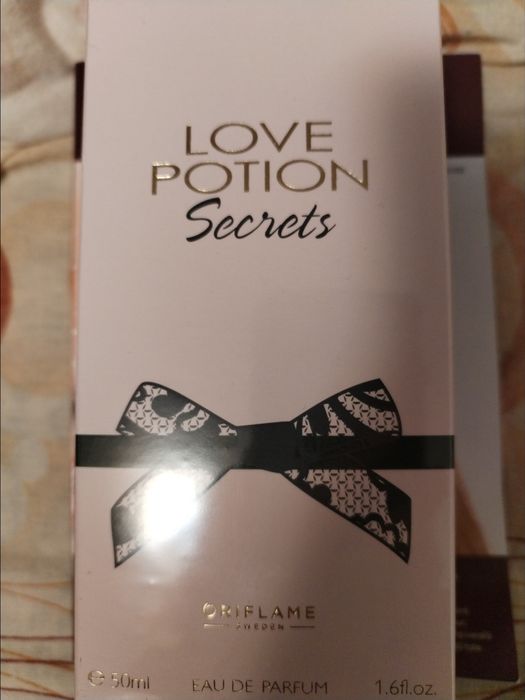 LOVE
POTION
Secrets
ORIFLAME
SWEDEN
℮ 50ml EAU DE PARFUM 1.6fl.oz.